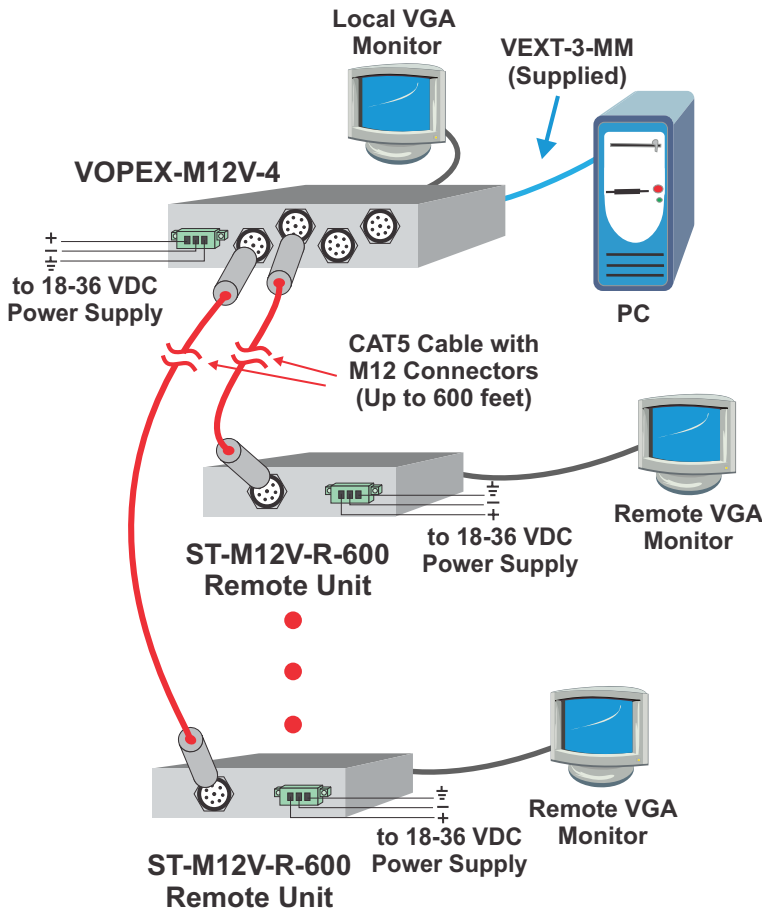 Local VGA
Monitor
VEXT-3-MM
(Supplied)
VOPEX-M12V-4
+
−
to 18-36 VDC
Power Supply
PC
CAT5 Cable with
M12 Connectors
(Up to 600 feet)
−
+
to 18-36 VDC
Power Supply
Remote VGA
Monitor
ST-M12V-R-600
Remote Unit
−
+
to 18-36 VDC
Power Supply
Remote VGA
Monitor
ST-M12V-R-600
Remote Unit